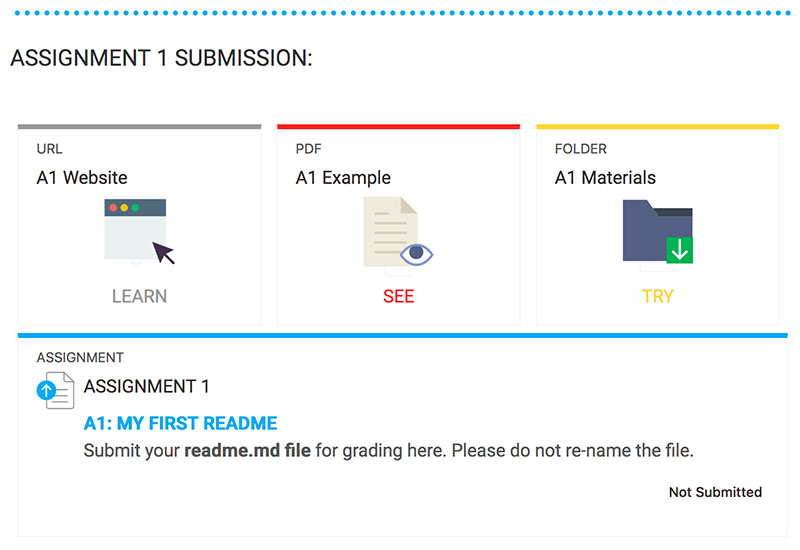 ASSIGNMENT 1 SUBMISSION:
URL
A1 Website
LEARN
PDF
A1 Example
SEE
FOLDER
A1 Materials
TRY
ASSIGNMENT
ASSIGNMENT 1
A1: MY FIRST README
Submit your readme.md file for grading here. Please do not re-name the file.
Not Submitted